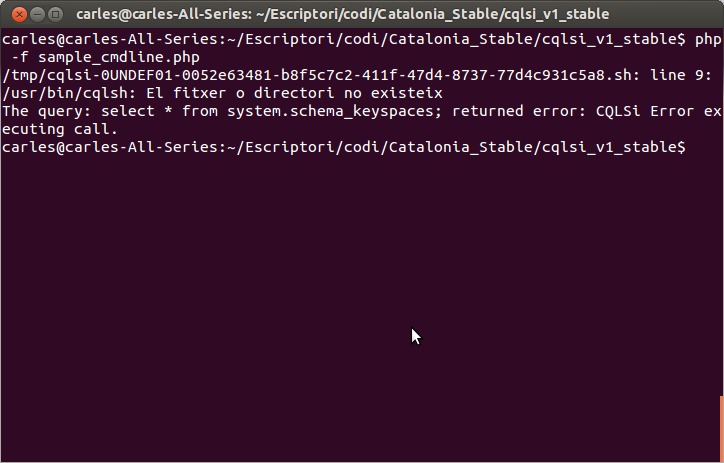 carles@carles-All-Series: ~/Escriptori/codi/Catalonia_Stable/cqlsi_v1_stable
carles@carles-All-Series:~/Escriptori/codi/Catalonia_Stable/cqlsi_v1_stable$ php
 -f sample_cmdline.php
/tmp/cqlsi-0UNDEF01-0052e63481-b8f5c7c2-411f-47d4-8737-77d4c931c5a8.sh: line 9:
/usr/bin/cqlsh: El fitxer o directori no existeix
The query: select * from system.schema_keyspaces; returned error: CQLSi Error ex
ecuting call.
carles@carles-All-Series:~/Escriptori/codi/Catalonia_Stable/cqlsi_v1_stable$